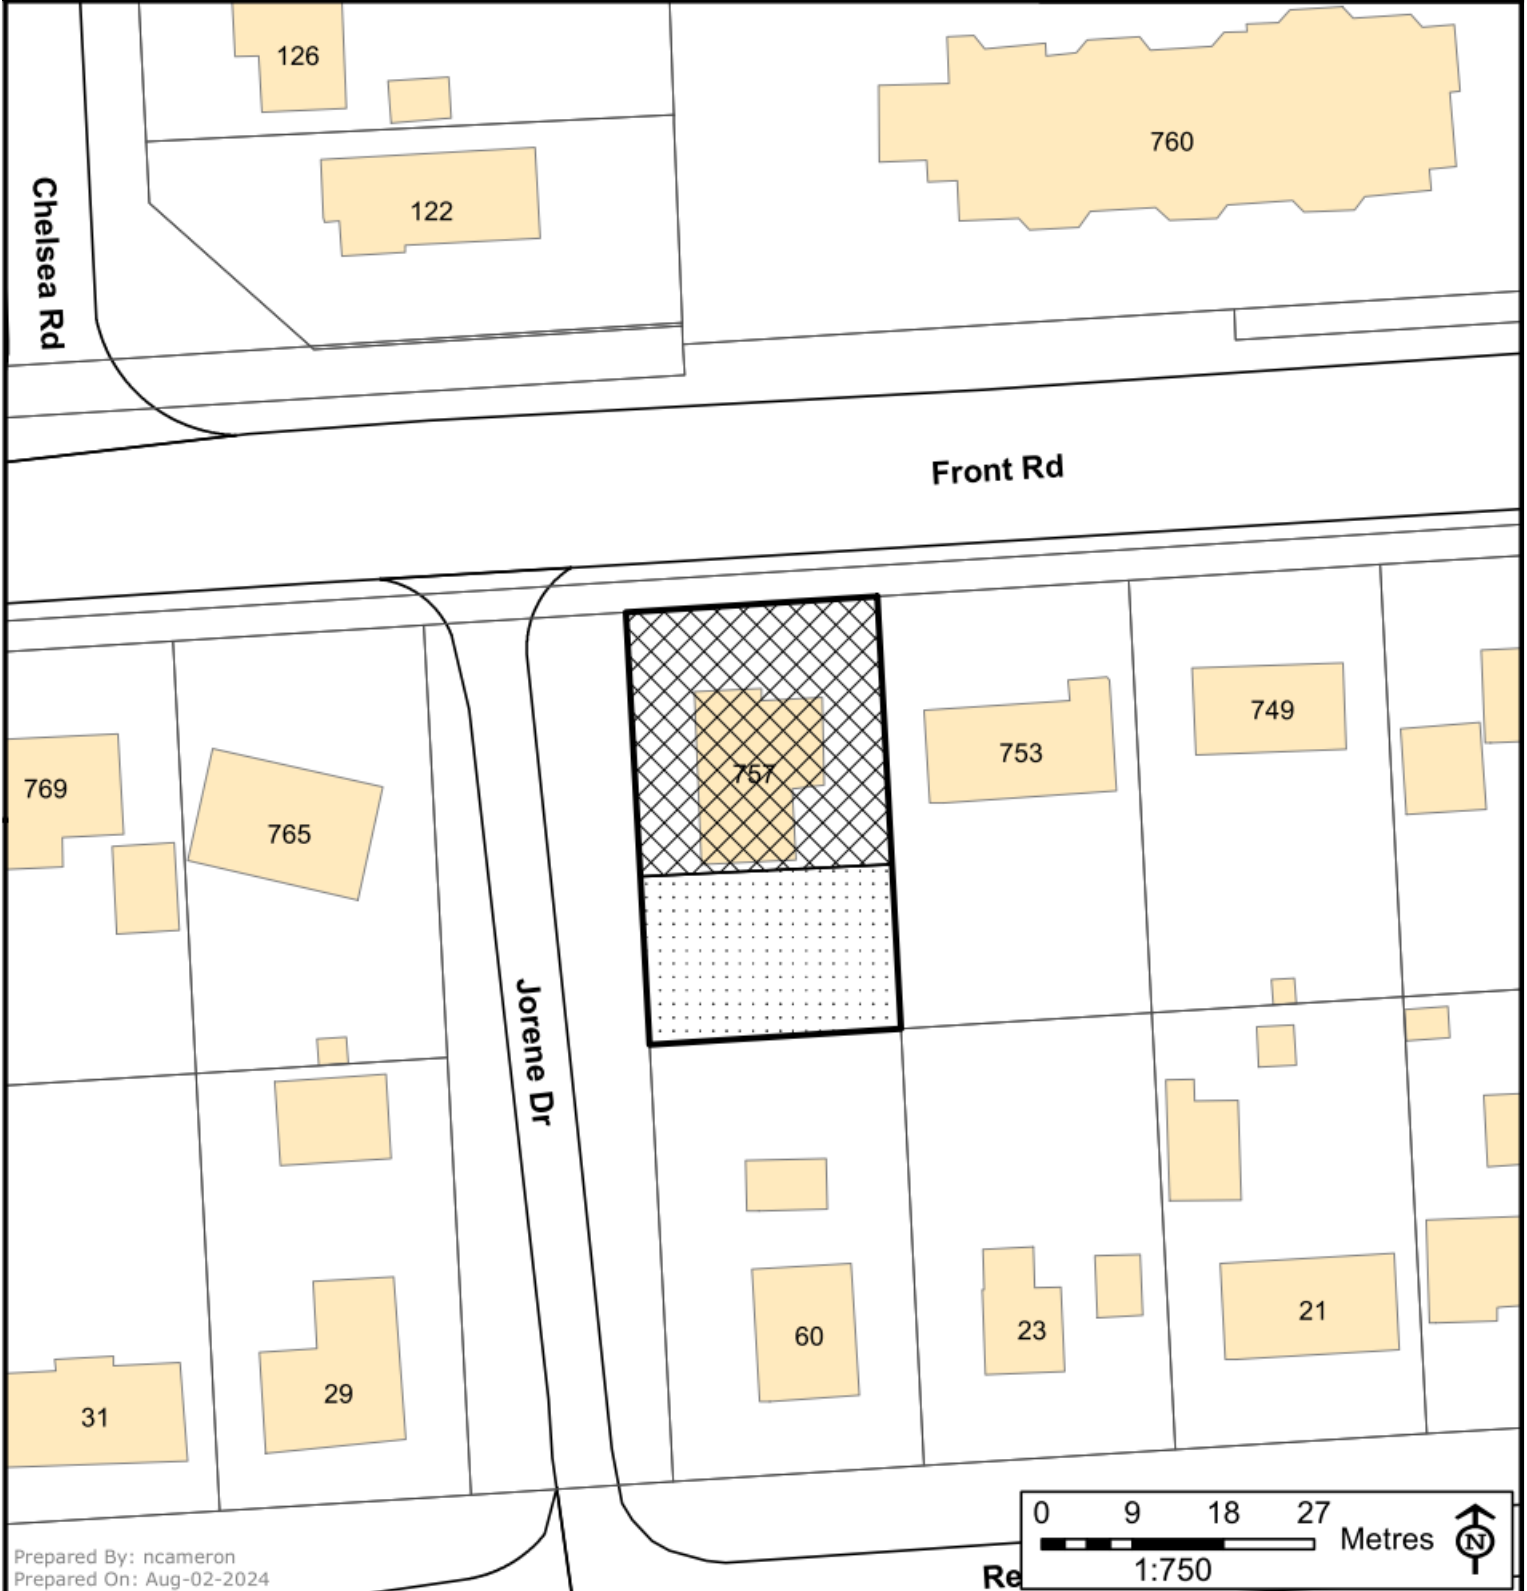 126
760
122
Chelsea Rd
Front Rd
749
753
757
769
765
Jorene Dr
60
23
21
29
31
0 9 18 27
Metres
1:750
N
Re
Prepared By: ncameron
Prepared On: Aug-02-2024